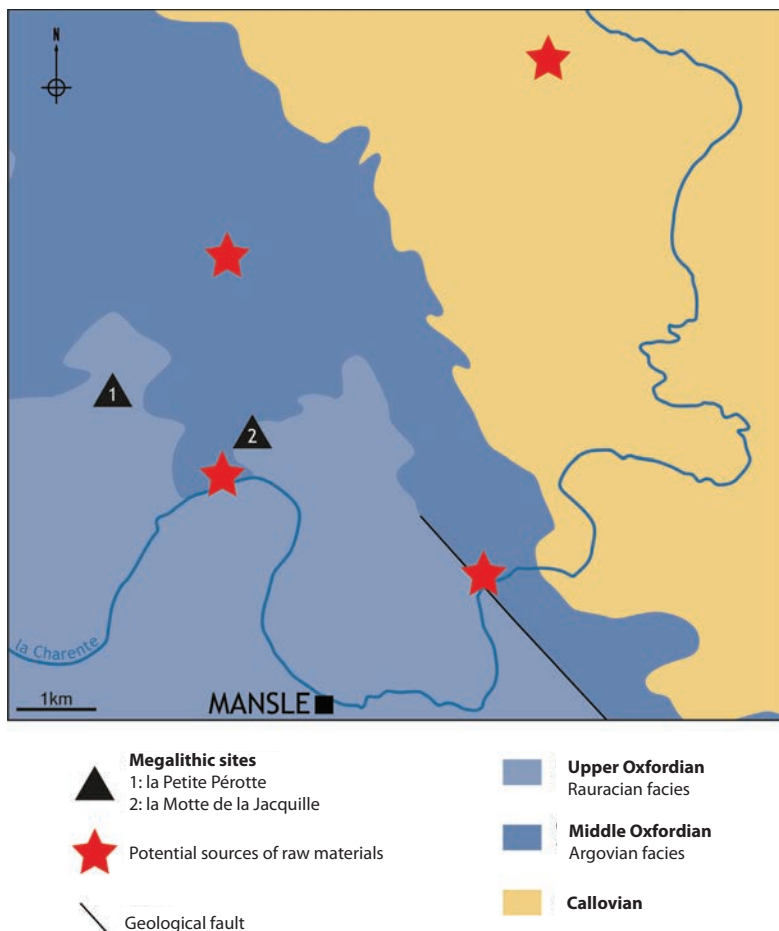 N
1
2
la Charente
1km
MANSLE
Megalithic sites
1: la Petite Pérotte
2: la Motte de la Jacquille
Potential sources of raw materials
Geological fault
Upper Oxfordian
Rauracian facies
Middle Oxfordian
Argovian facies
Callovian